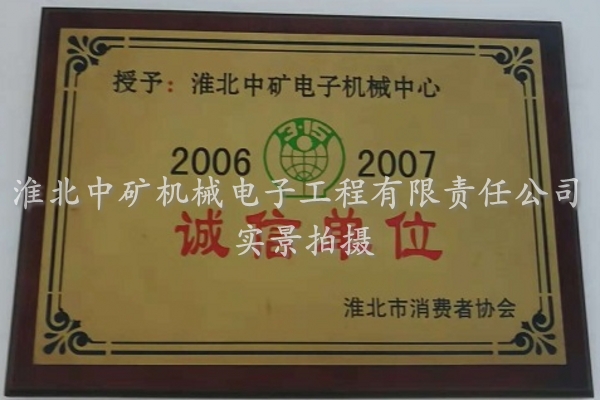 授予：淮北中矿电子机械中心
3·15
2006 2007
淮北中矿机械电子工程有限责任公司
诚信单位
实景拍摄
淮北市消费者协会